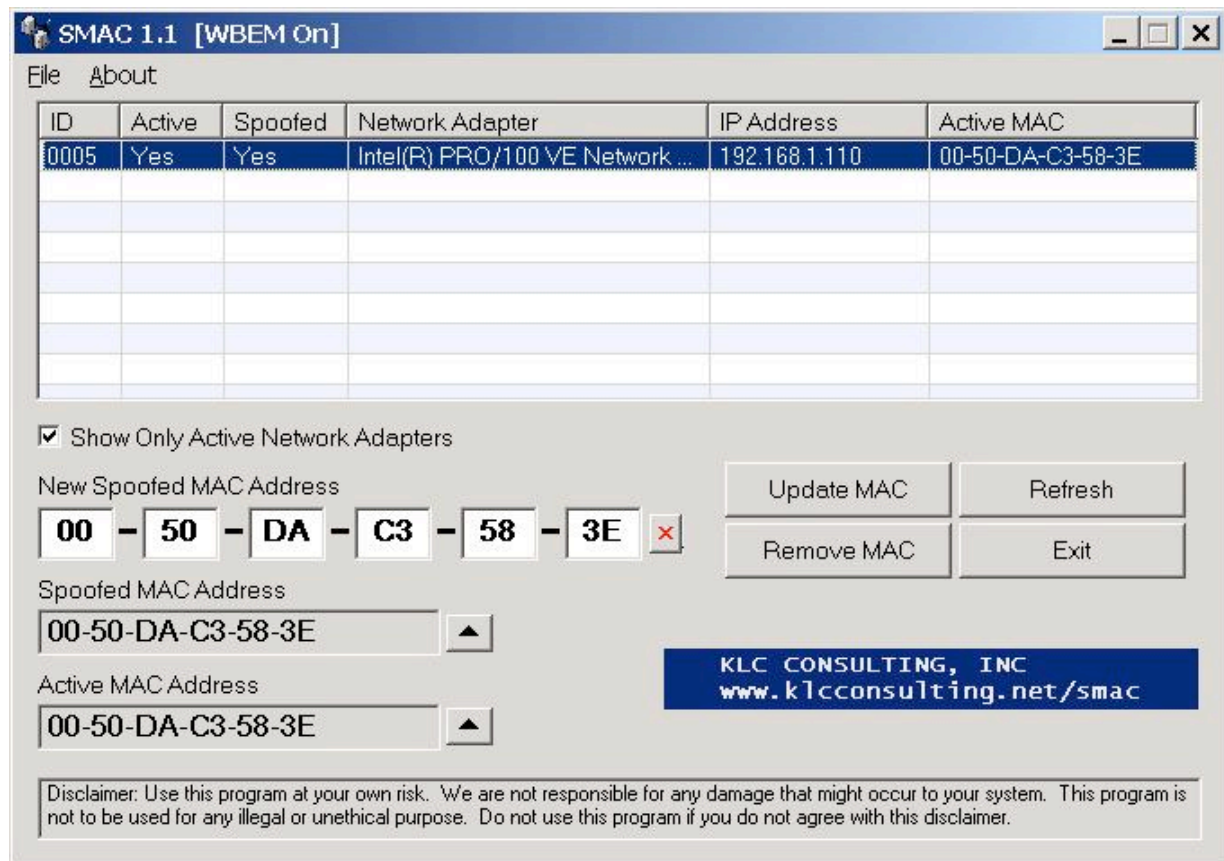 SMAC 1.1 [WBEM On]
File About
ID Active Spoofed Network Adapter IP Address Active MAC
0005 Yes Yes Intel(R) PRO/100 VE Network ... 192.168.1.110 00-50-DA-C3-58-3E
Show Only Active Network Adapters
New Spoofed MAC Address
00 - 50 - DA - C3 - 58 - 3E
Update MAC Refresh
Remove MAC Exit
Spoofed MAC Address
00-50-DA-C3-58-3E
Active MAC Address
00-50-DA-C3-58-3E
KLC CONSULTING, INC
www.klcconsulting.net/smac
Disclaimer: Use this program at your own risk. We are not responsible for any damage that might occur to your system. This program is
not to be used for any illegal or unethical purpose. Do not use this program if you do not agree with this disclaimer.